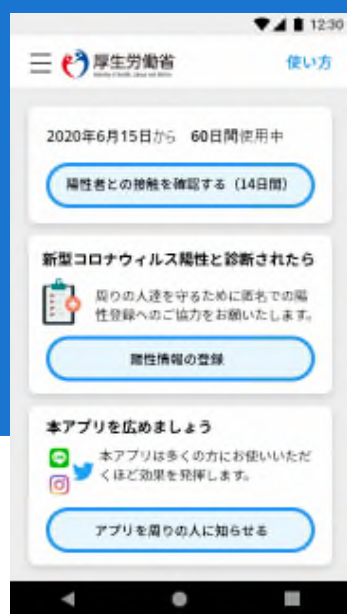 12:30
厚生労働省
使い方
2020年6月15日から 60日間使用中
陽性者との接触を確認する（14日間）
新型コロナウィルス陽性と診断されたら
周りの人達を守るために匿名での陽
性登録へのご協力をお願いいたします。
陽性情報の登録
本アプリを広めましょう
本アプリは多くの方にお使いいただ
くほど効果を発揮します。
アプリを周りの人に知らせる